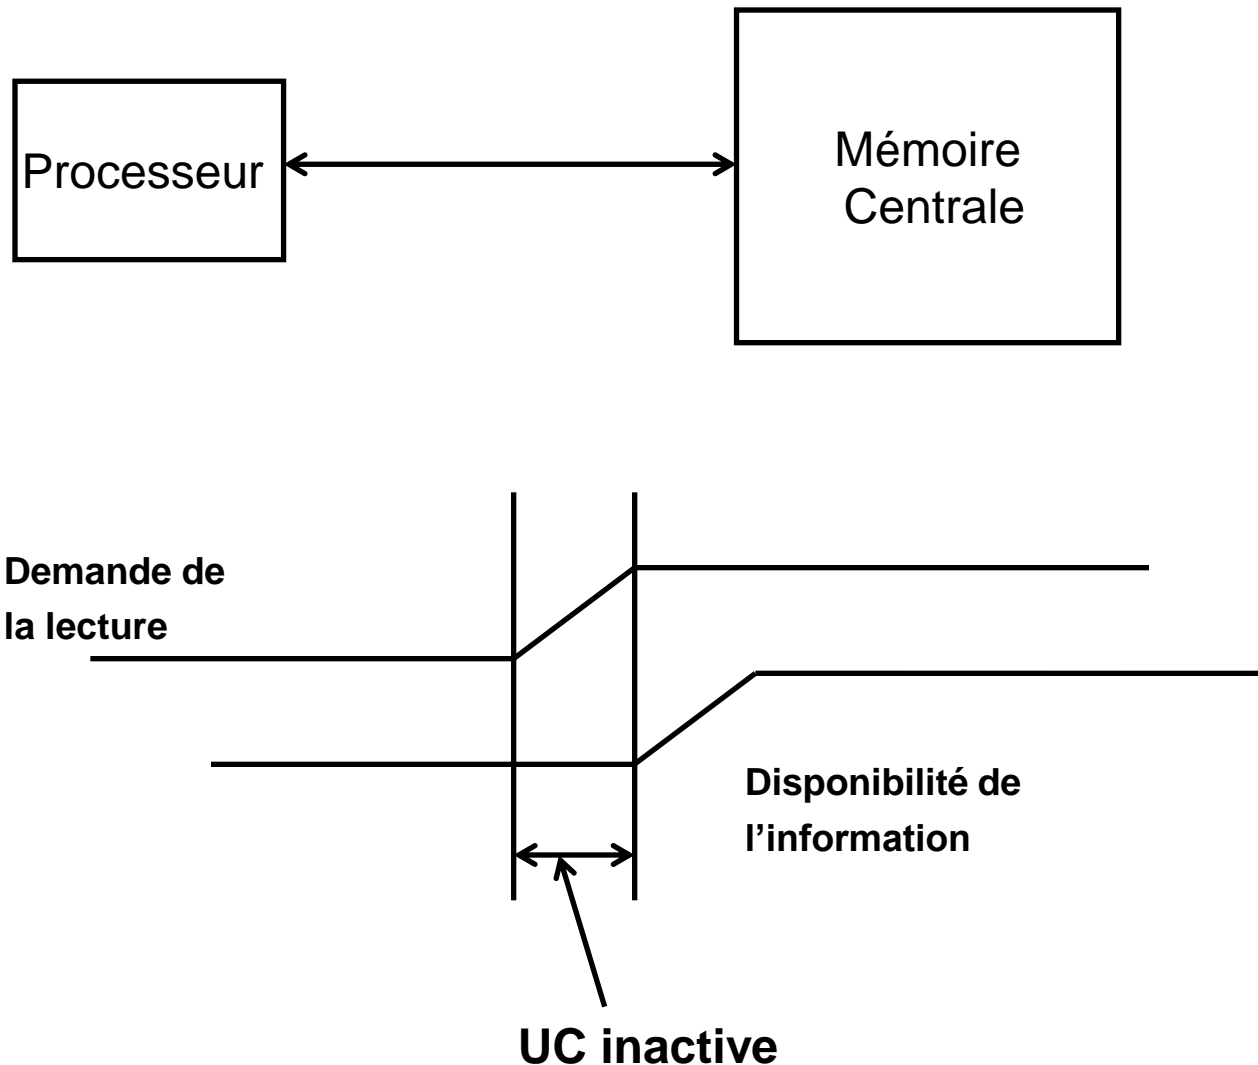 Processeur
Mémoire
Centrale
Demande de
la lecture
Disponibilité de
l’information
UC inactive